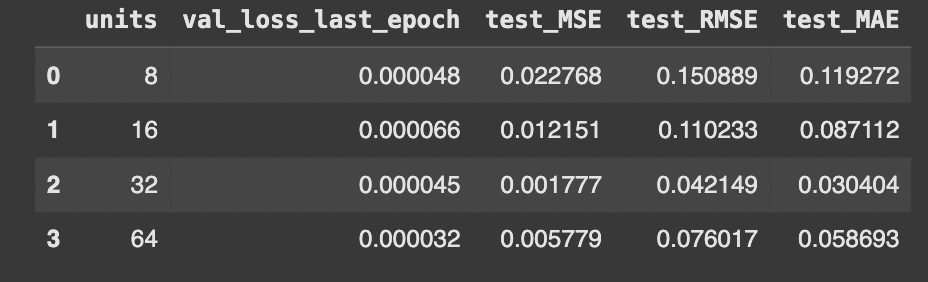 units val_loss_last_epoch test_MSE test_RMSE test_MAE
0 8 0.000048 0.022768 0.150889 0.119272
1 16 0.000066 0.012151 0.110233 0.087112
2 32 0.000045 0.001777 0.042149 0.030404
3 64 0.000032 0.005779 0.076017 0.058693